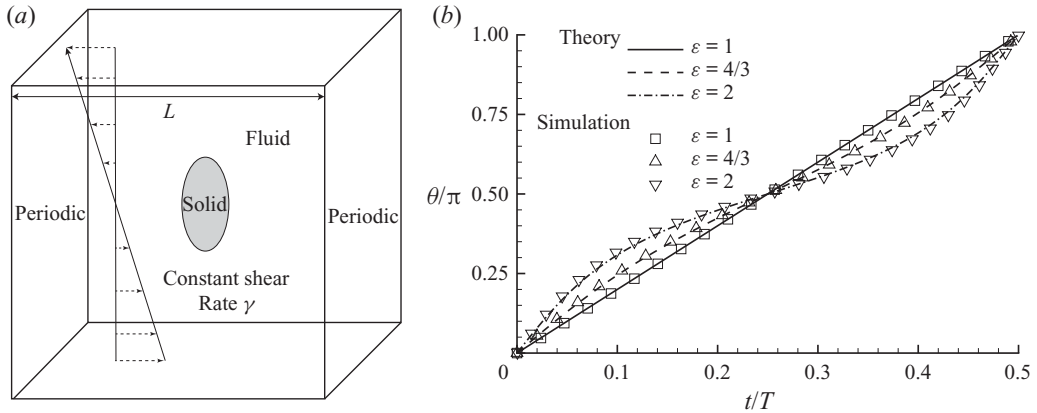 (a)
L
Fluid
Periodic
Solid
Periodic
Constant shear
Rate γ
(b)
1.00
0.75
0.50
0.25
0
θ/π
Theory
ε = 1
ε = 4/3
ε = 2
Simulation
ε = 1
ε = 4/3
ε = 2
0.1
0.2
0.3
0.4
0.5
t/T